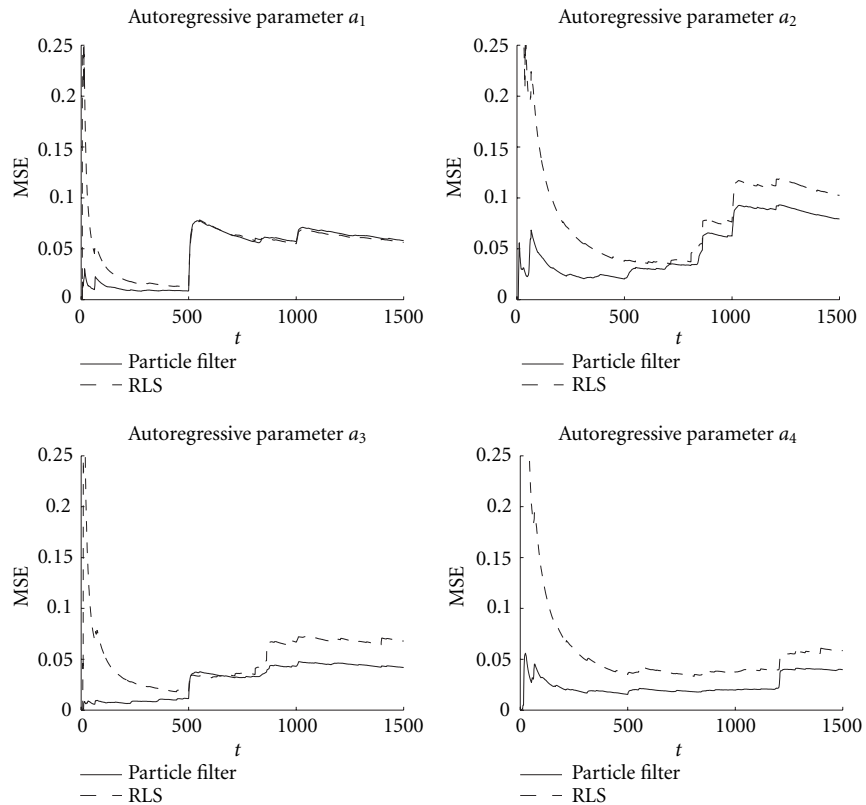 Autoregressive parameter a1
0.25
0.2
0.15
0.1
0.05
0
MSE
0
500
1000
1500
t
Particle filter
RLS
Autoregressive parameter a2
0.25
0.2
0.15
0.1
0.05
0
MSE
0
500
1000
1500
t
Particle filter
RLS
Autoregressive parameter a3
0.25
0.2
0.15
0.1
0.05
0
MSE
0
500
1000
1500
t
Particle filter
RLS
Autoregressive parameter a4
0.25
0.2
0.15
0.1
0.05
0
MSE
0
500
1000
1500
t
Particle filter
RLS